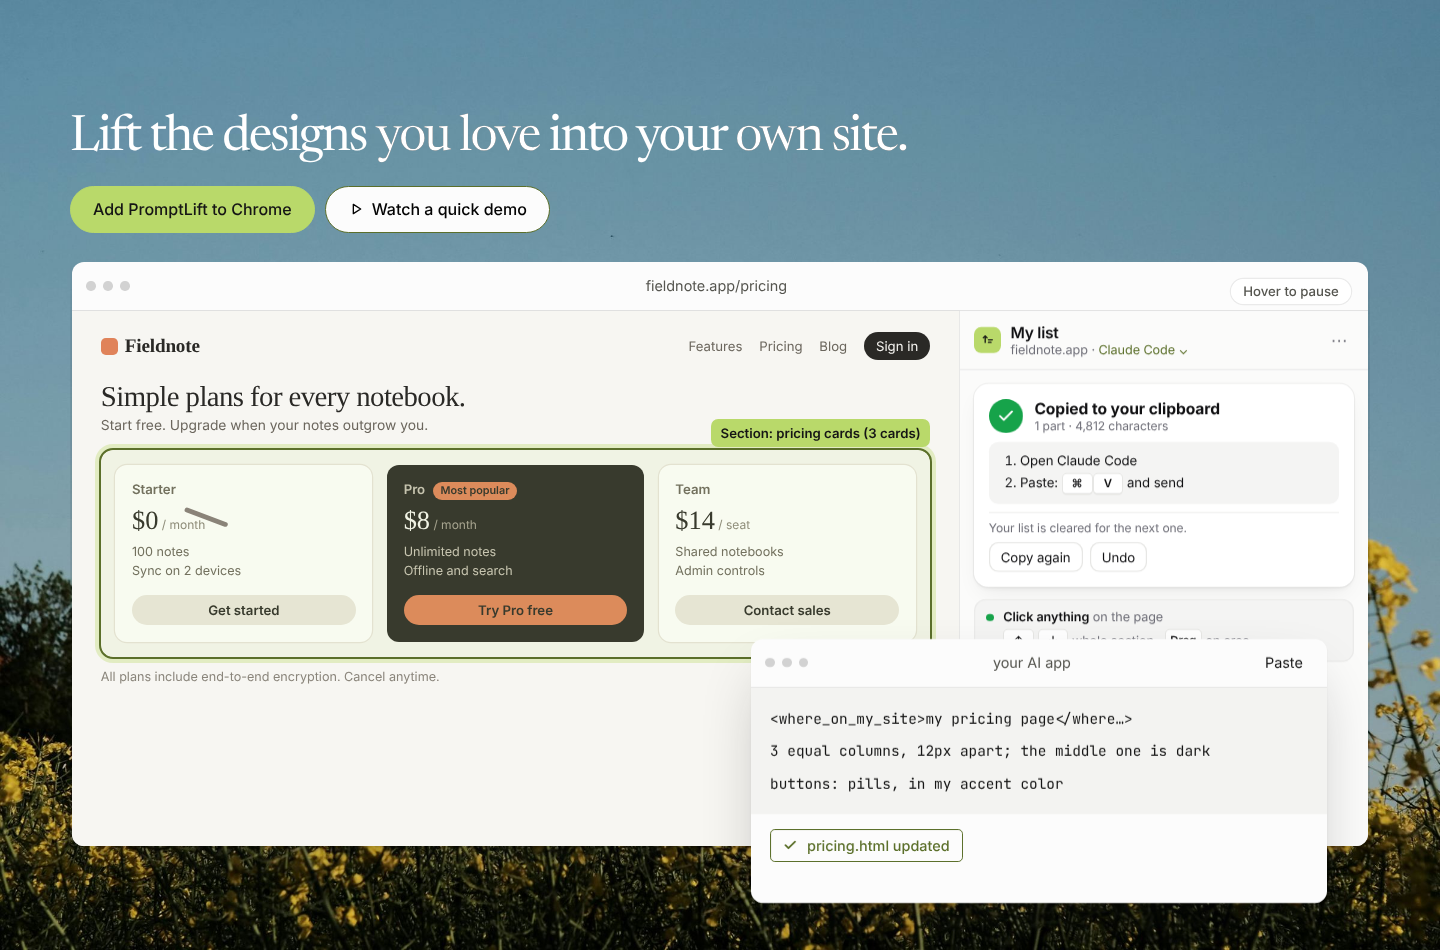 Lift the designs you love into your own site.
Add PromptLift to Chrome
Watch a quick demo
fieldnote.app/pricing
Hover to pause
Fieldnote
Features
Pricing
Blog
Sign in
Simple plans for every notebook.
Start free. Upgrade when your notes outgrow you.
Section: pricing cards (3 cards)
Starter
$0 / month
100 notes
Sync on 2 devices
Get started
Pro Most popular
$8 / month
Unlimited notes
Offline and search
Try Pro free
Team
$14 / seat
Shared notebooks
Admin controls
Contact sales
All plans include end-to-end encryption. Cancel anytime.
My list
fieldnote.app · Claude Code
Copied to your clipboard
1 part · 4,812 characters
1. Open Claude Code
2. Paste: ⌘ V and send
Your list is cleared for the next one.
Copy again
Undo
Click anything on the page
whole section
your AI app
Paste
<where_on_my_site>my pricing page</where…>
3 equal columns, 12px apart; the middle one is dark
buttons: pills, in my accent color
pricing.html updated